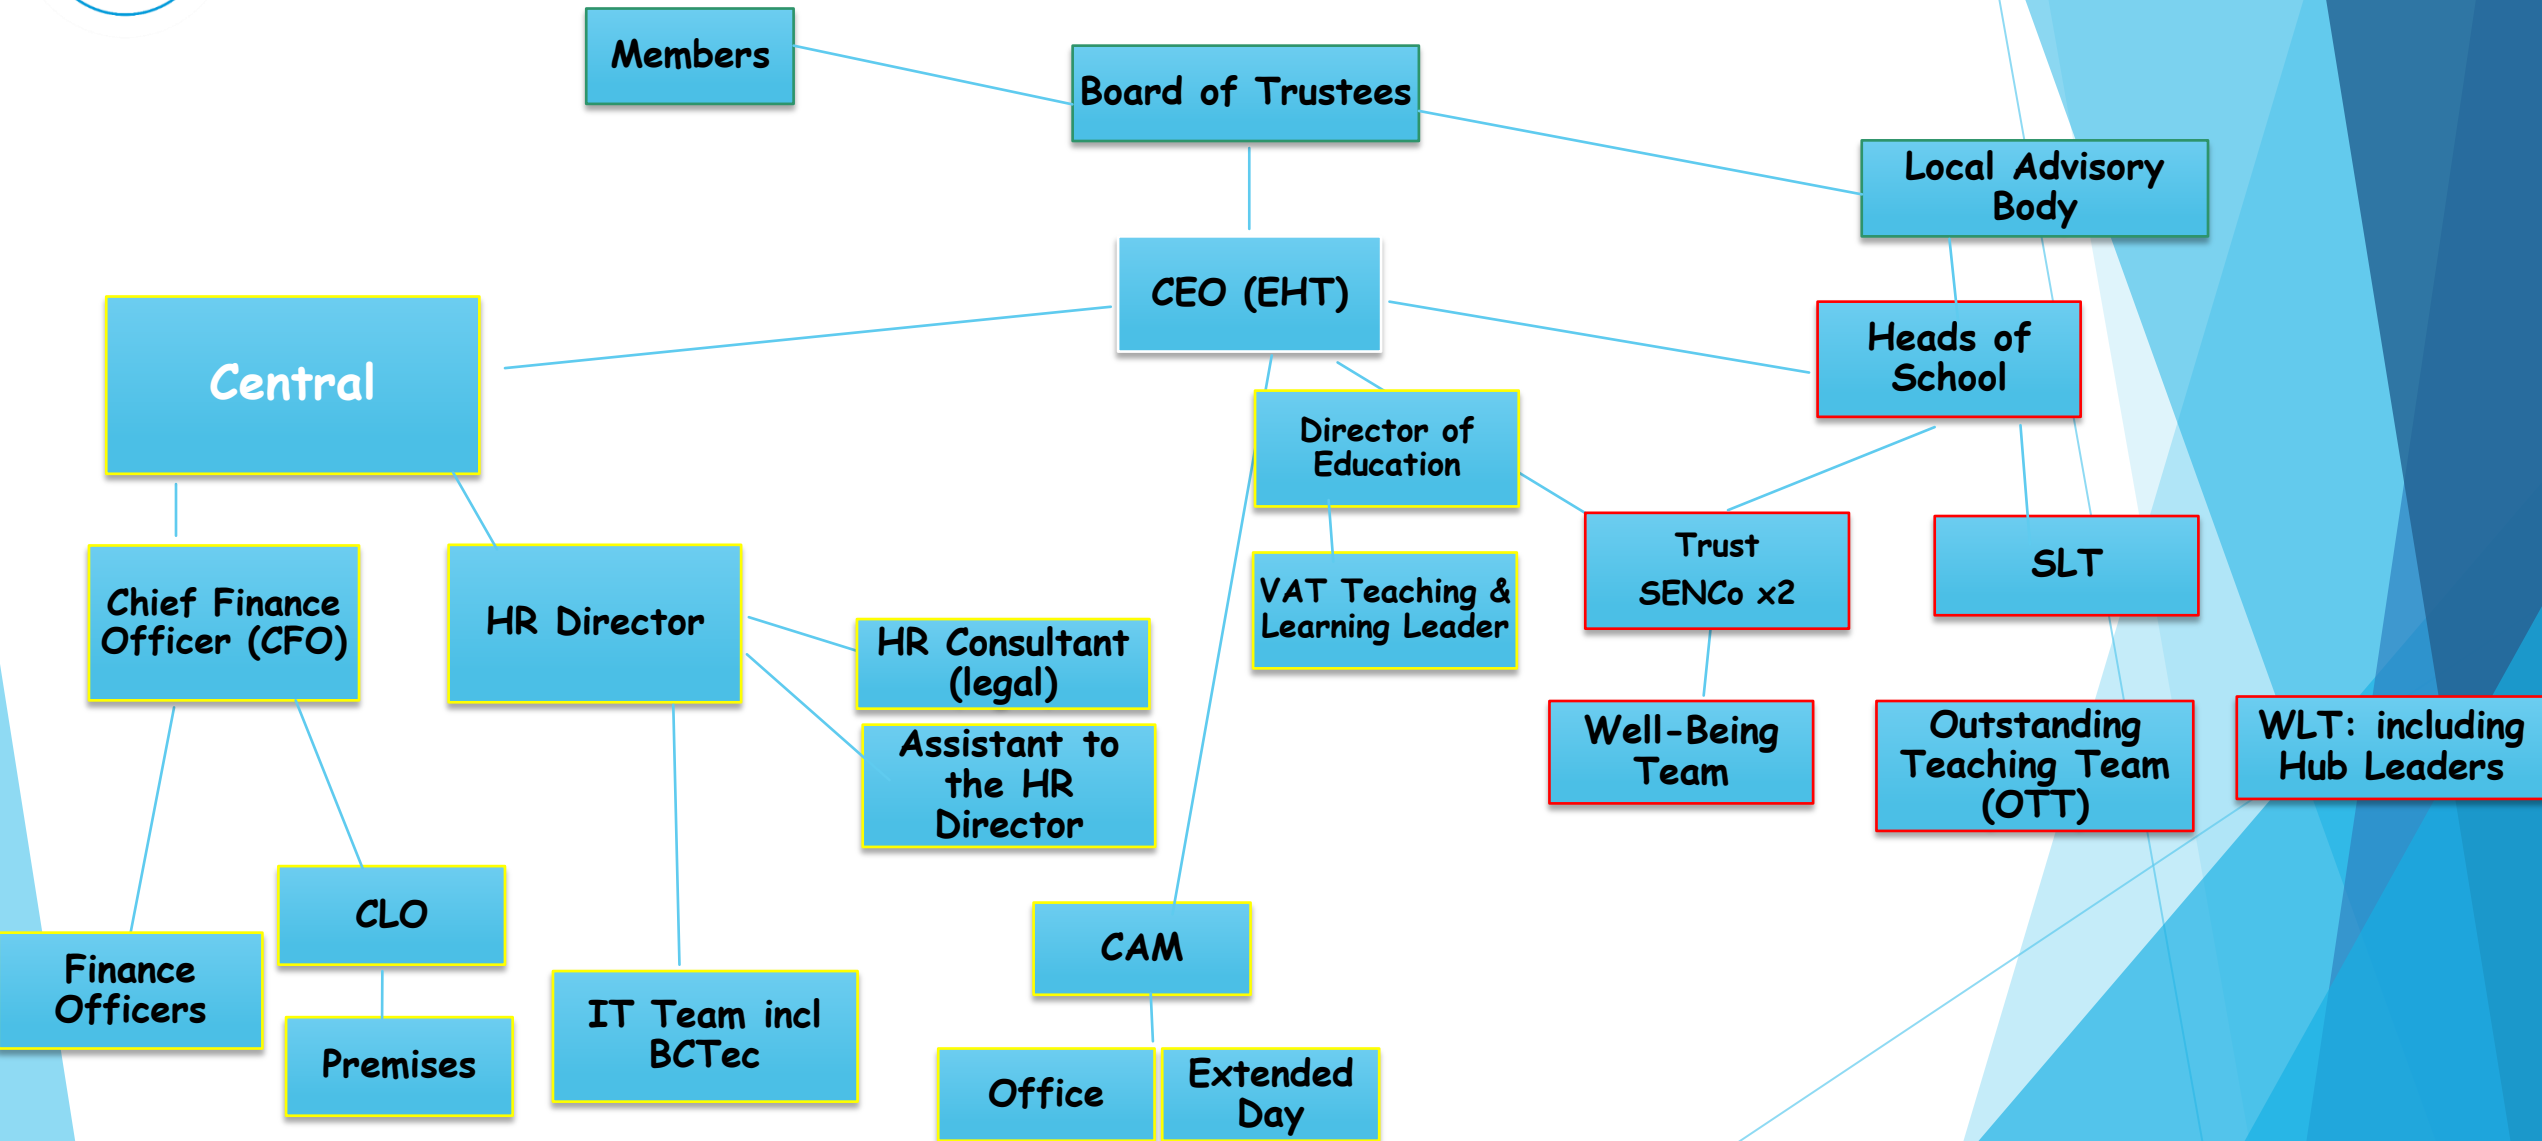 Members
Board of Trustees
Local Advisory
Body
CEO (EHT)
Central
Heads of
School
Director of
Education
Chief Finance
Officer (CFO)
HR Director
HR Consultant
(legal)
Assistant to
the HR
Director
VAT Teaching &
Learning Leader
Trust
SENCo x2
SLT
Well-Being
Team
Outstanding
Teaching Team
(OTT)
WLT: including
Hub Leaders
CLO
Finance
Officers
Premises
IT Team incl
BCTec
CAM
Office
Extended
Day